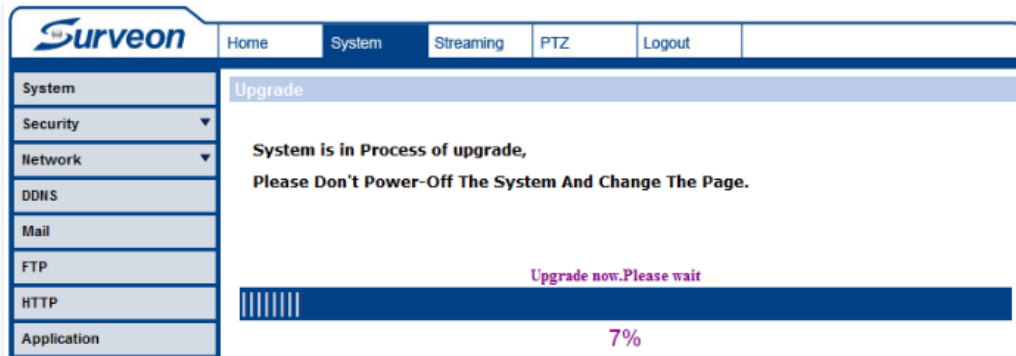 Surveon
Home System Streaming PTZ Logout
System
Security
Network
DDNS
Mail
FTP
HTTP
Application
Upgrade
System is in Process of upgrade,
Please Don't Power-Off The System And Change The Page.
Upgrade now.Please wait
7%